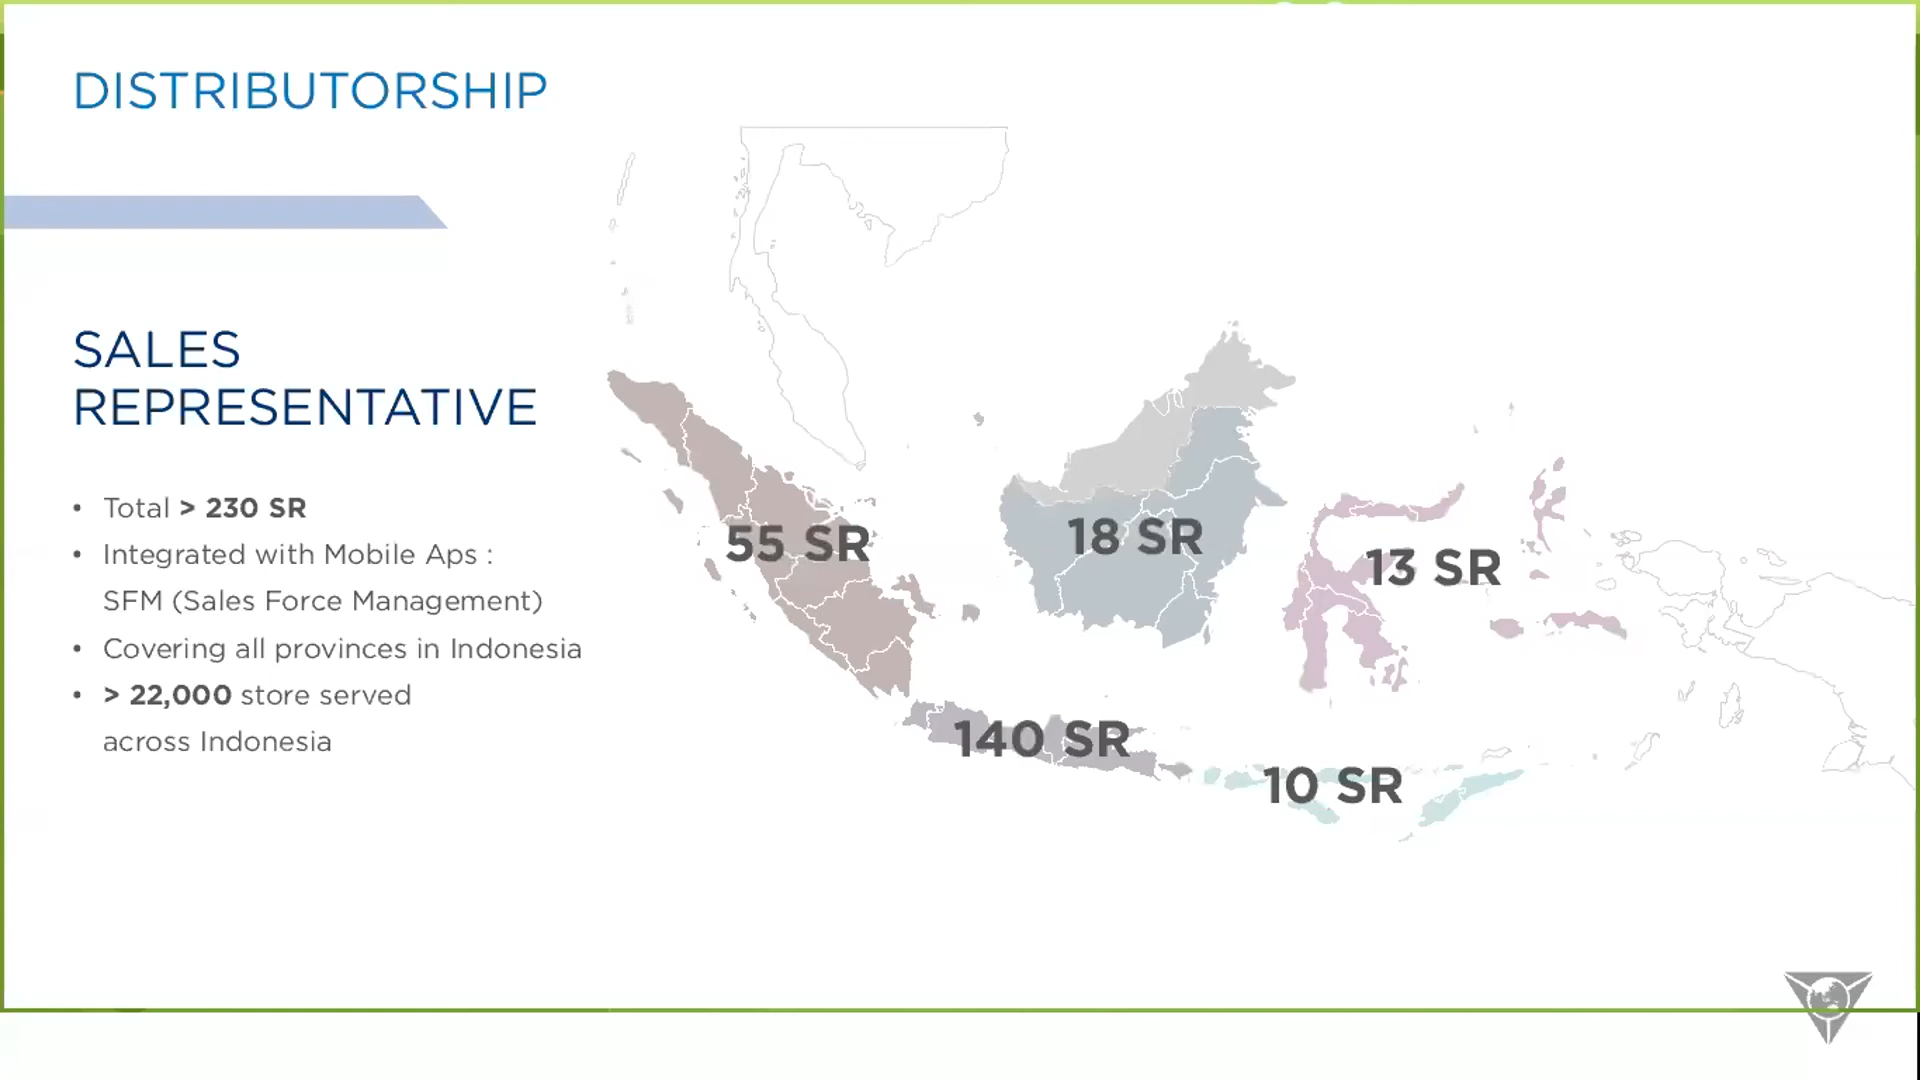 DISTRIBUTORSHIP
SALES
REPRESENTATIVE
• Total > 230 SR
• Integrated with Mobile Aps :
SFM (Sales Force Management)
• Covering all provinces in Indonesia
• > 22,000 store served
across Indonesia
55 SR
18 SR
13 SR
140 SR
10 SR